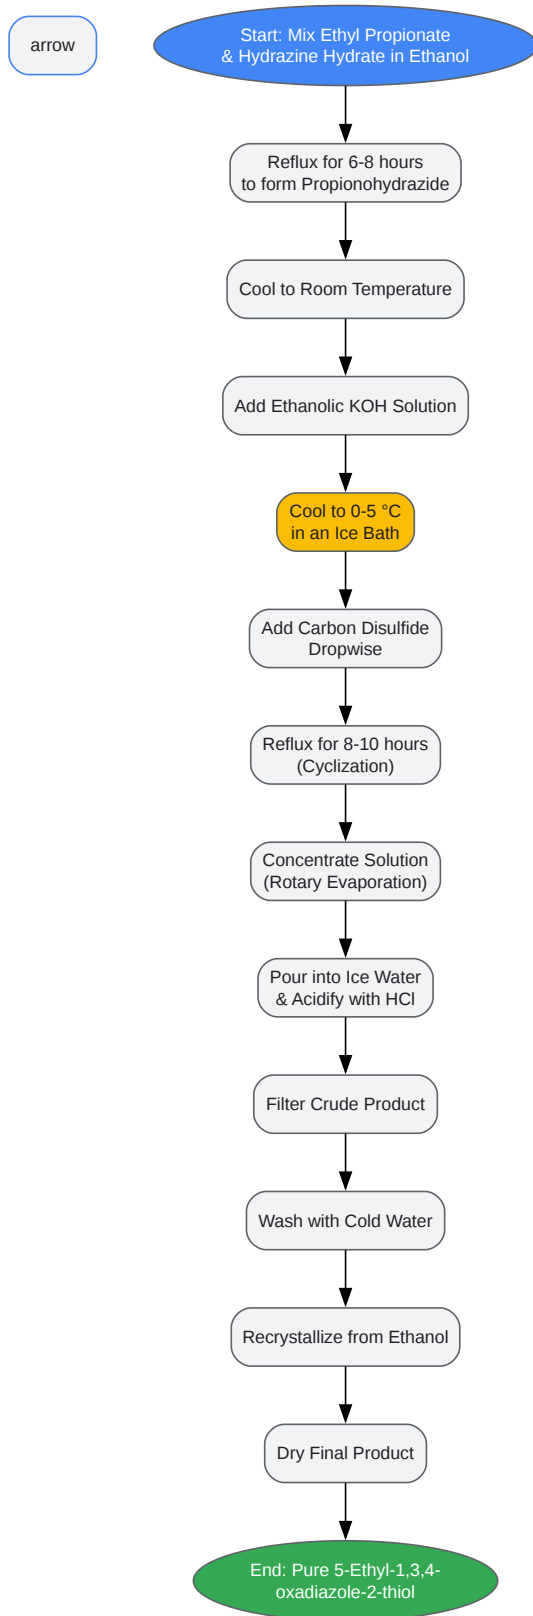 arrow
Start: Mix Ethyl Propionate
& Hydrazine Hydrate in Ethanol
Reflux for 6-8 hours
to form Propionohydrazide
Cool to Room Temperature
Add Ethanolic KOH Solution
Cool to 0-5 °C
in an Ice Bath
Add Carbon Disulfide
Dropwise
Reflux for 8-10 hours
(Cyclization)
Concentrate Solution
(Rotary Evaporation)
Pour into Ice Water
& Acidify with HCl
Filter Crude Product
Wash with Cold Water
Recrystallize from Ethanol
Dry Final Product
End: Pure 5-Ethyl-1,3,4-
oxadiazole-2-thiol